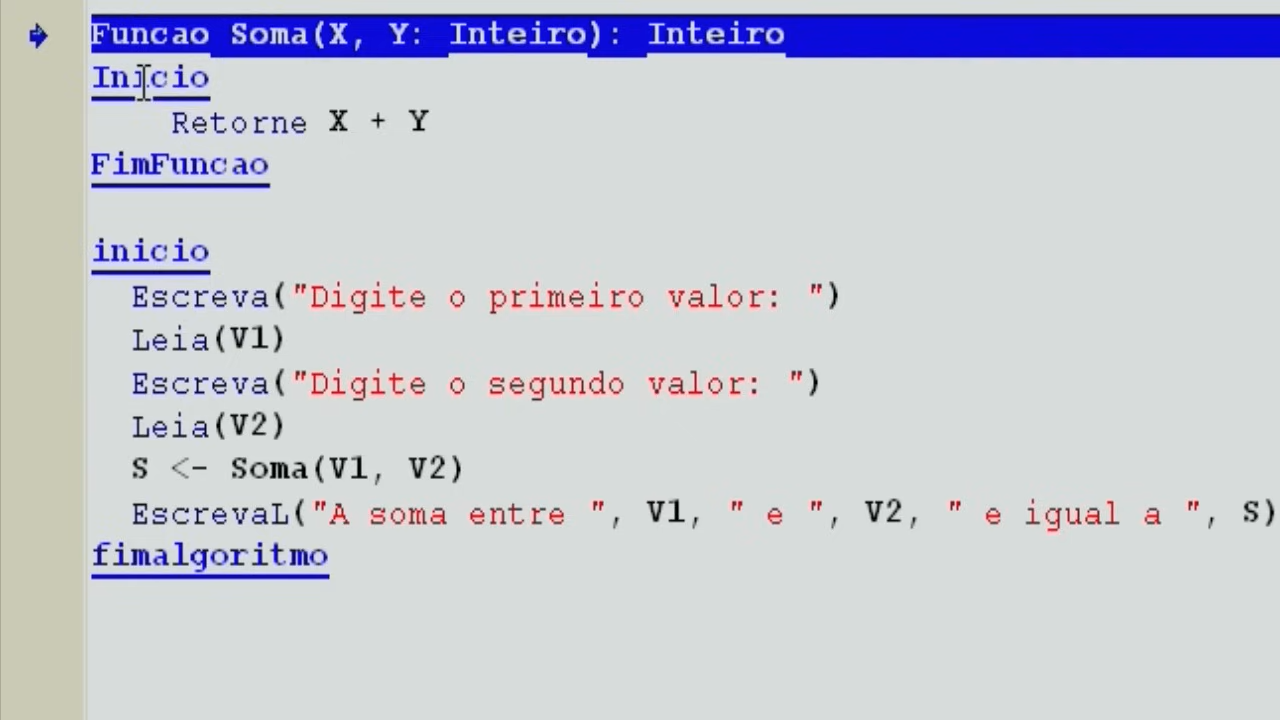 Funcao Soma(X, Y: Inteiro): Inteiro
Inicio
Retorne X + Y
FimFuncao
inicio
Escreva("Digite o primeiro valor: ")
Leia(V1)
Escreva("Digite o segundo valor: ")
Leia(V2)
S <- Soma(V1, V2)
EscrevaL("A soma entre ", V1, " e ", V2, " e igual a ", S)
fimalgoritmo